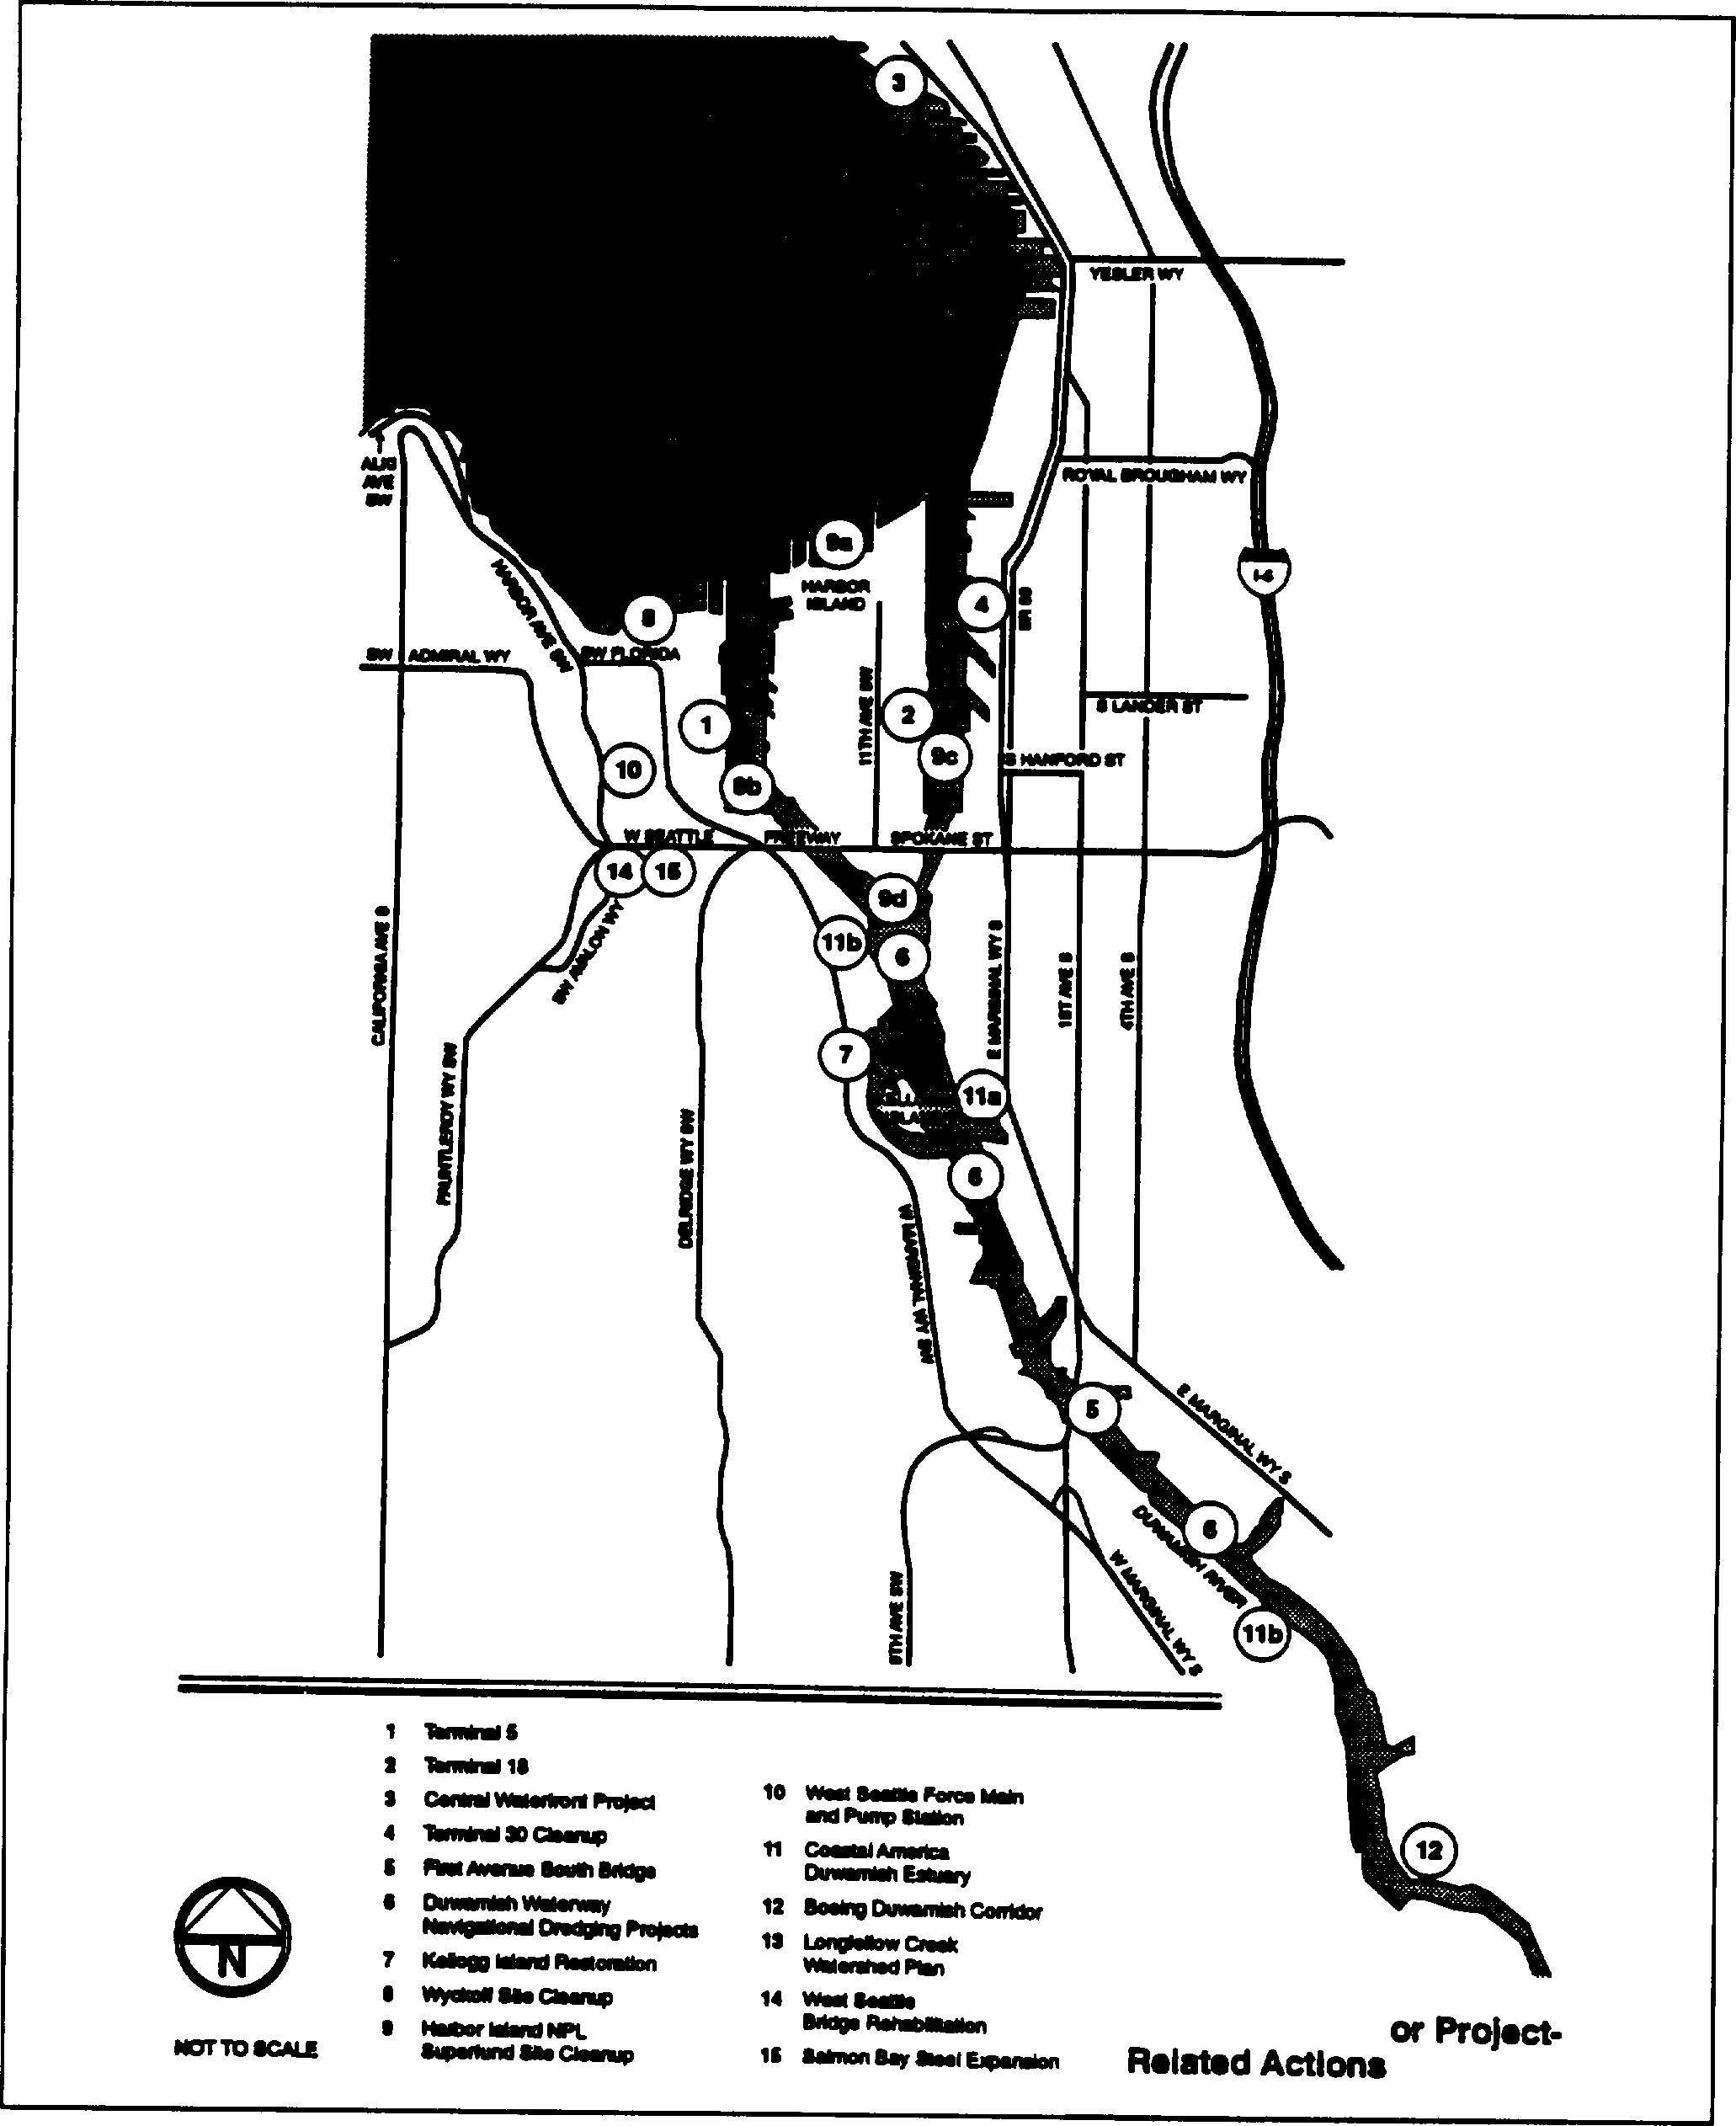 3
YESLER WY
ROYAL BROUGHAM WY
AVE
SW
9a
HARBOR
ISLAND
I-5
4
8
HARBOR AVE SW
SW ADMIRAL WY
SW FLORIDA
11TH AVE SW
S LANDER ST
1
2
9c
S HANFORD ST
10
9b
W SEATTLE FREEWAY SPOKANE ST
14
15
9d
11b
6
SW AVALON WY
CALIFORNIA AVE S
E MARGINAL WY S
1ST AVE S
4TH AVE S
7
11a
FAUNTLEROY WY SW
DELRIDGE WY SW
6
W MARGINAL WY SW
5
E MARGINAL WY S
6
DUWAMISH RIVER
9TH AVE SW
W MARGINAL WY S
11b
12
1 Terminal 5
2 Terminal 18
3 Central Waterfront Project
4 Terminal 30 Cleanup
5 First Avenue South Bridge
6 Duwamish Waterway
Navigational Dredging Projects
7 Kellogg Island Restoration
8 Wyckoff Site Cleanup
9 Harbor Island NPL
Superfund Site Cleanup
10 West Seattle Force Main
and Pump Station
11 Coastal America
Duwamish Estuary
12 Boeing Duwamish Corridor
13 Longfellow Creek
Watershed Plan
14 West Seattle
Bridge Rehabilitation
15 Salmon Bay Steel Expansion
N
NOT TO SCALE
or Project-
Related Actions